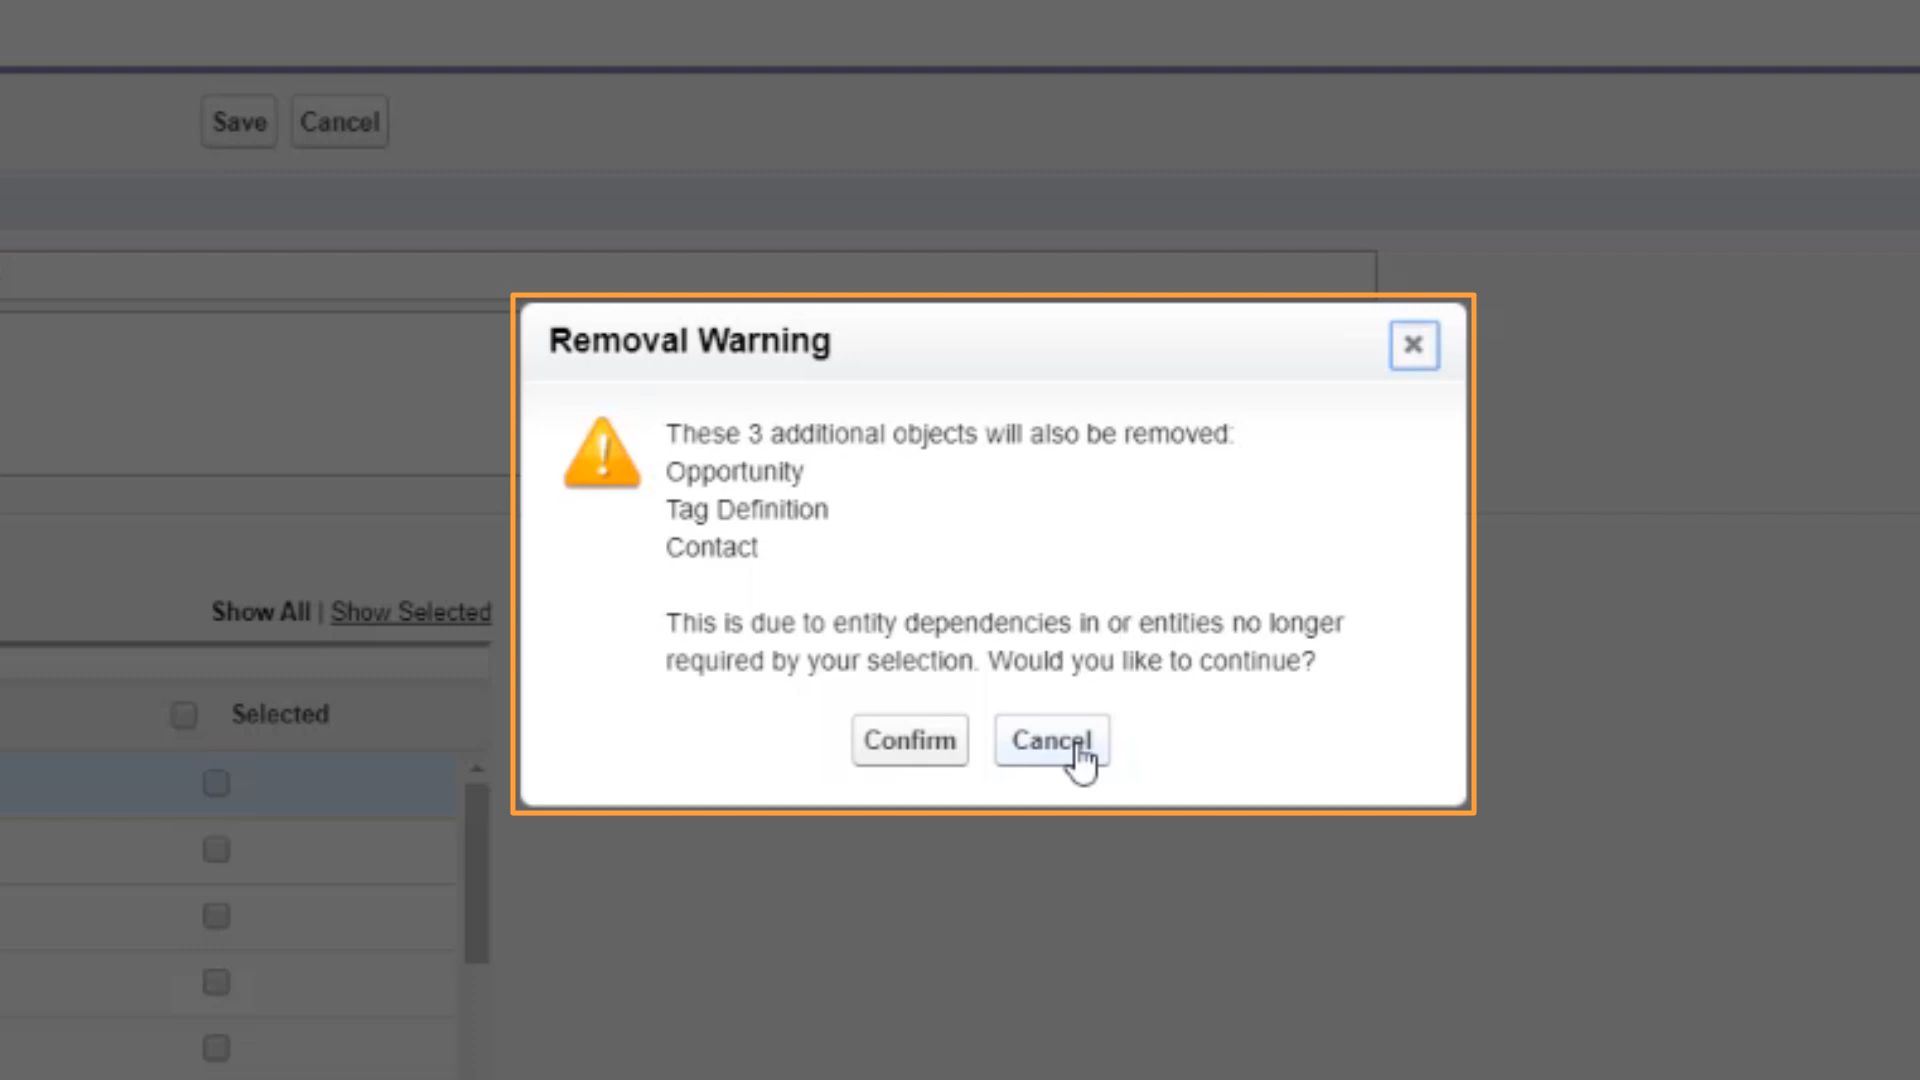 Save Cancel
Removal Warning
These 3 additional objects will also be removed:
Opportunity
Tag Definition
Contact
This is due to entity dependencies in or entities no longer
required by your selection. Would you like to continue?
Confirm Cancel
Show All | Show Selected
Selected